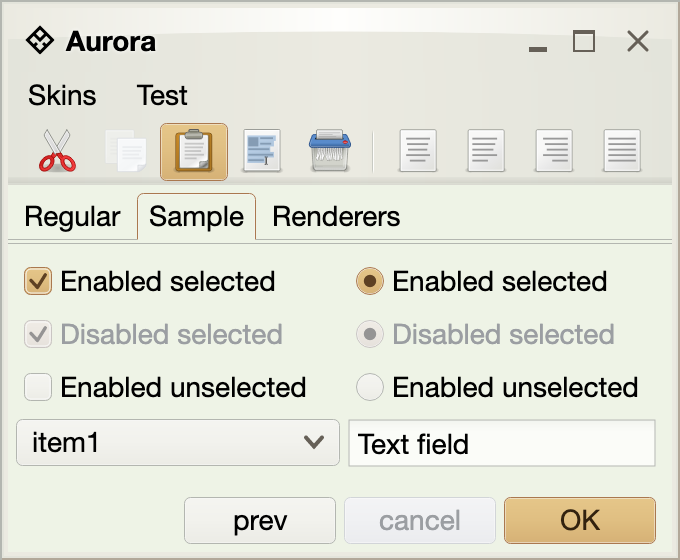 Aurora
Skins Test
Regular Sample Renderers
Enabled selected Enabled selected
Disabled selected Disabled selected
Enabled unselected Enabled unselected
item1 Text field
prev cancel OK